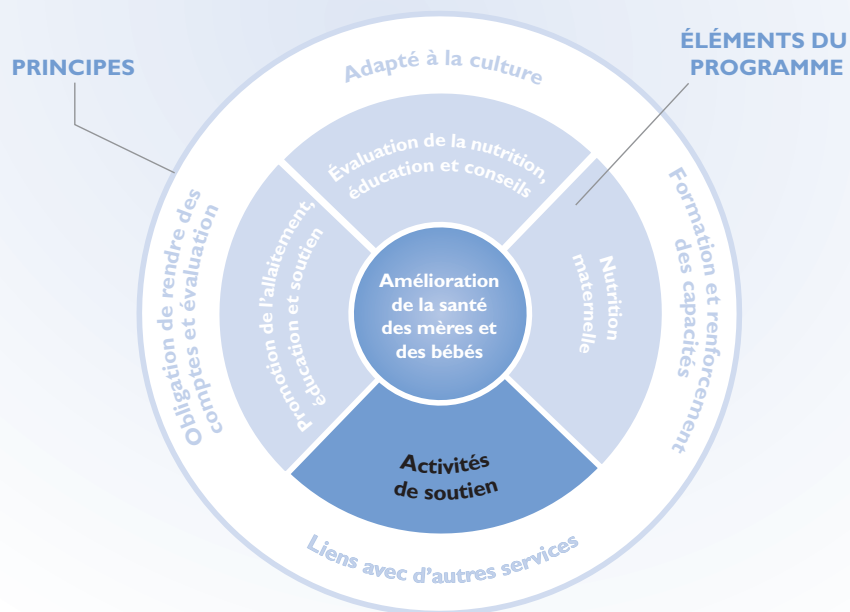 PRINCIPES
ÉLÉMENTS DU
PROGRAMME
Adapté à la culture
Évaluation de la nutrition,
éducation et conseils
Obligation de rendre des
comptes et évaluation
Promotion de l'allaitement,
éducation et soutien
Amélioration
de la santé
des mères et
des bébés
Nutrition
maternelle
Formation et renforcement
des capacités
Activités
de soutien
Liens avec d'autres services